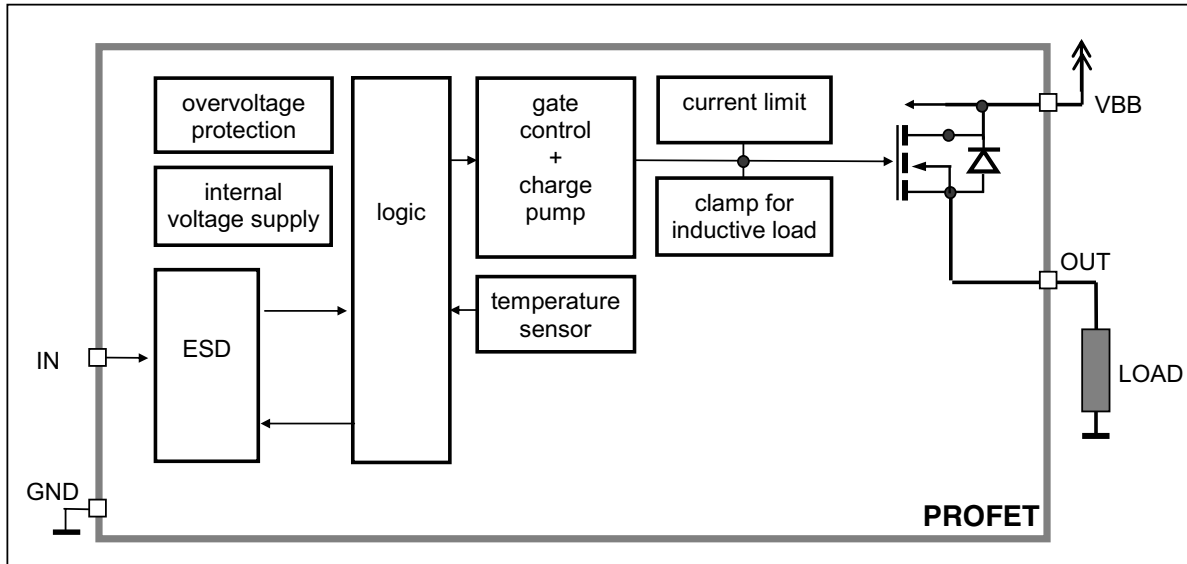 overvoltage
protection
internal
voltage supply
logic
gate
control
+
charge
pump
current limit
clamp for
inductive load
temperature
sensor
ESD
IN
GND
VBB
OUT
LOAD
PROFET